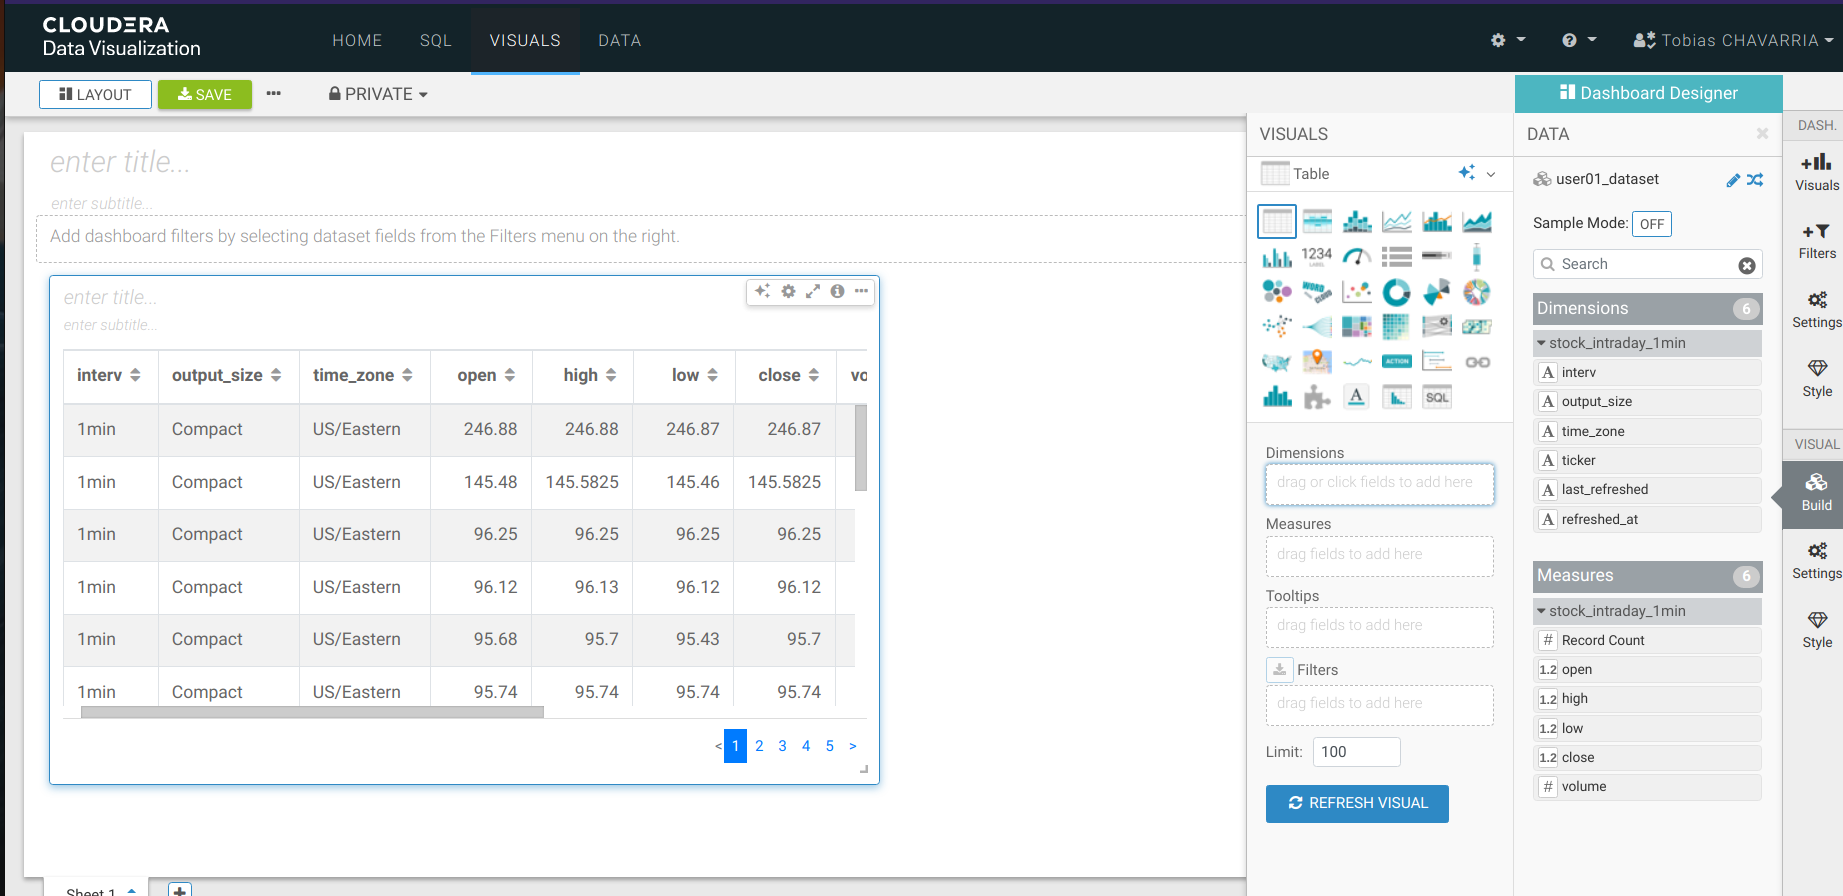 CLOUDERA
Data Visualization
HOME SQL VISUALS DATA
Tobias CHAVARRIA
LAYOUT SAVE PRIVATE
Dashboard Designer
enter title...
enter subtitle...
Add dashboard filters by selecting dataset fields from the Filters menu on the right.
enter title...
enter subtitle...
interv output_size time_zone open high low close vo
1min Compact US/Eastern 246.88 246.88 246.87 246.87
1min Compact US/Eastern 145.48 145.5825 145.46 145.5825
1min Compact US/Eastern 96.25 96.25 96.25 96.25
1min Compact US/Eastern 96.12 96.13 96.12 96.12
1min Compact US/Eastern 95.68 95.7 95.43 95.7
1min Compact US/Eastern 95.74 95.74 95.74 95.74
< 1 2 3 4 5 >
Sheet 1
VISUALS
Table
1234
LABEL
WORD
CLOUD
ACTION
A
SQL
Dimensions
drag or click fields to add here
Measures
drag fields to add here
Tooltips
drag fields to add here
Filters
drag fields to add here
Limit: 100
REFRESH VISUAL
DATA
user01_dataset
Sample Mode: OFF
Search
Dimensions 6
stock_intraday_1min
A interv
A output_size
A time_zone
A ticker
A last_refreshed
A refreshed_at
Measures 6
stock_intraday_1min
# Record Count
1.2 open
1.2 high
1.2 low
1.2 close
# volume
DASH.
Visuals
Filters
Settings
Style
VISUAL
Build
Settings
Style